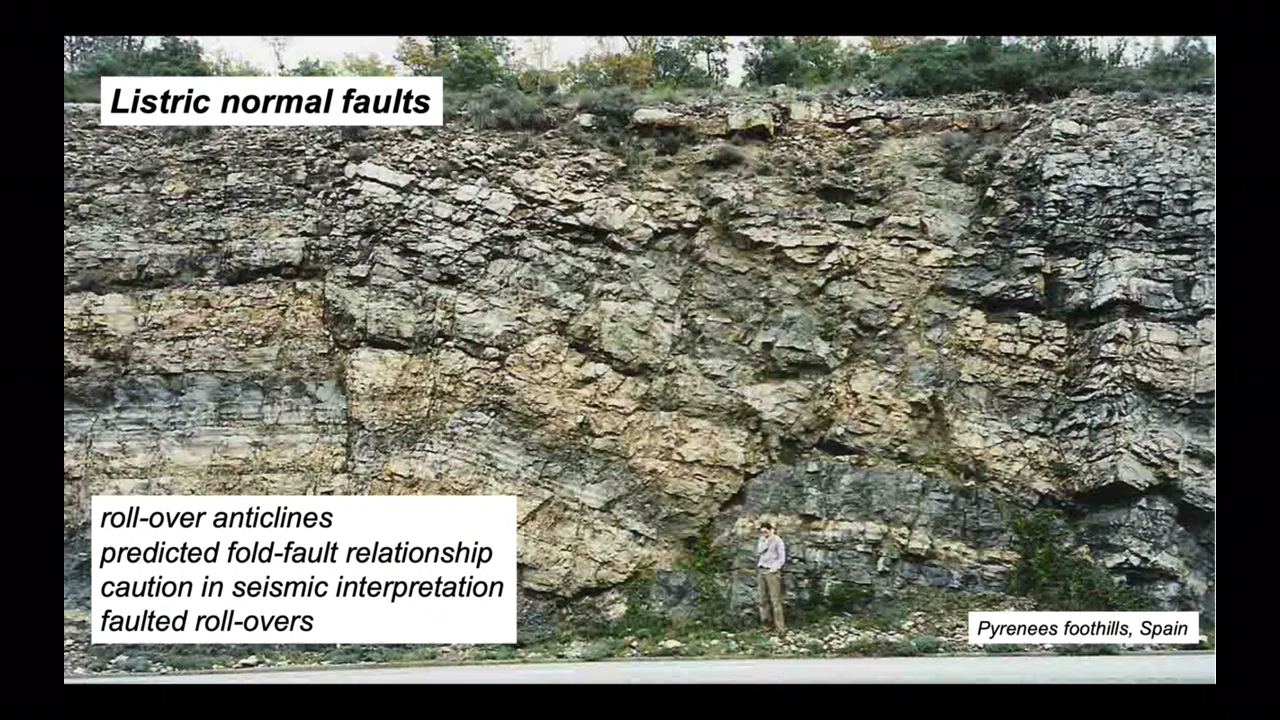 Listric normal faults
roll-over anticlines
predicted fold-fault relationship
caution in seismic interpretation
faulted roll-overs
Pyrenees foothills, Spain